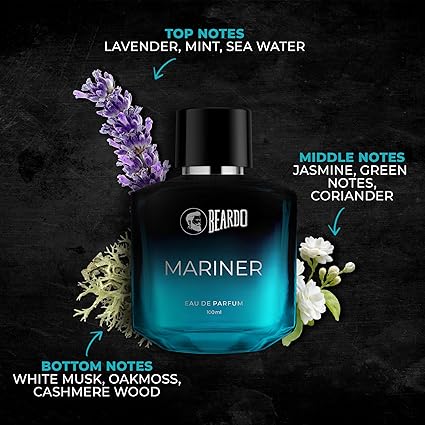 TOP NOTES
LAVENDER, MINT, SEA WATER
MIDDLE NOTES
JASMINE, GREEN
NOTES,
CORIANDER
BEARDO
MARINER
EAU DE PARFUM
100ml
BOTTOM NOTES
WHITE MUSK, OAKMOSS,
CASHMERE WOOD